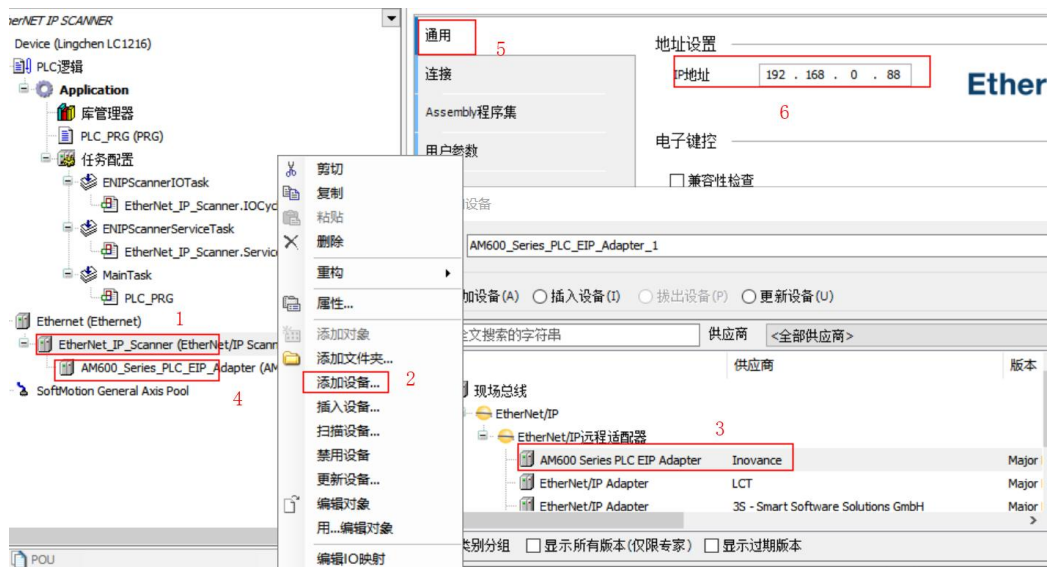 EtherNET IP SCANNER
Device (Lingchen LC1216)
PLC逻辑
Application
库管理器
PLC_PRG (PRG)
任务配置
ENIPScannerIOTask
EtherNet_IP_Scanner.IOCyc
ENIPScannerServiceTask
EtherNet_IP_Scanner.Service
MainTask
PLC_PRG
Ethernet (Ethernet)
1
EtherNet_IP_Scanner (EtherNet/IP Scann
AM600_Series_PLC_EIP_Adapter (AM
4
SoftMotion General Axis Pool
POU
剪切
复制
粘贴
删除
重构
属性...
添加对象
添加文件夹...
添加设备...
2
插入设备...
扫描设备...
禁用设备
更新设备...
编辑对象
用...编辑对象
编辑IO映射
通用
5
连接
Assembly程序集
用户参数
地址设置
IP地址
192 . 168 . 0 . 88
Ether
6
电子键控
兼容性检查
设备
AM600_Series_PLC_EIP_Adapter_1
加设备(A)
插入设备(I)
拔出设备(P)
更新设备(U)
全文搜索的字符串
供应商
<全部供应商>
供应商
版本
现场总线
EtherNet/IP
EtherNet/IP远程适配器
3
AM600 Series PLC EIP Adapter
Inovance
Major
EtherNet/IP Adapter
LCT
Major
EtherNet/IP Adapter
3S - Smart Software Solutions GmbH
Major
类别分组
显示所有版本(仅限专家)
显示过期版本